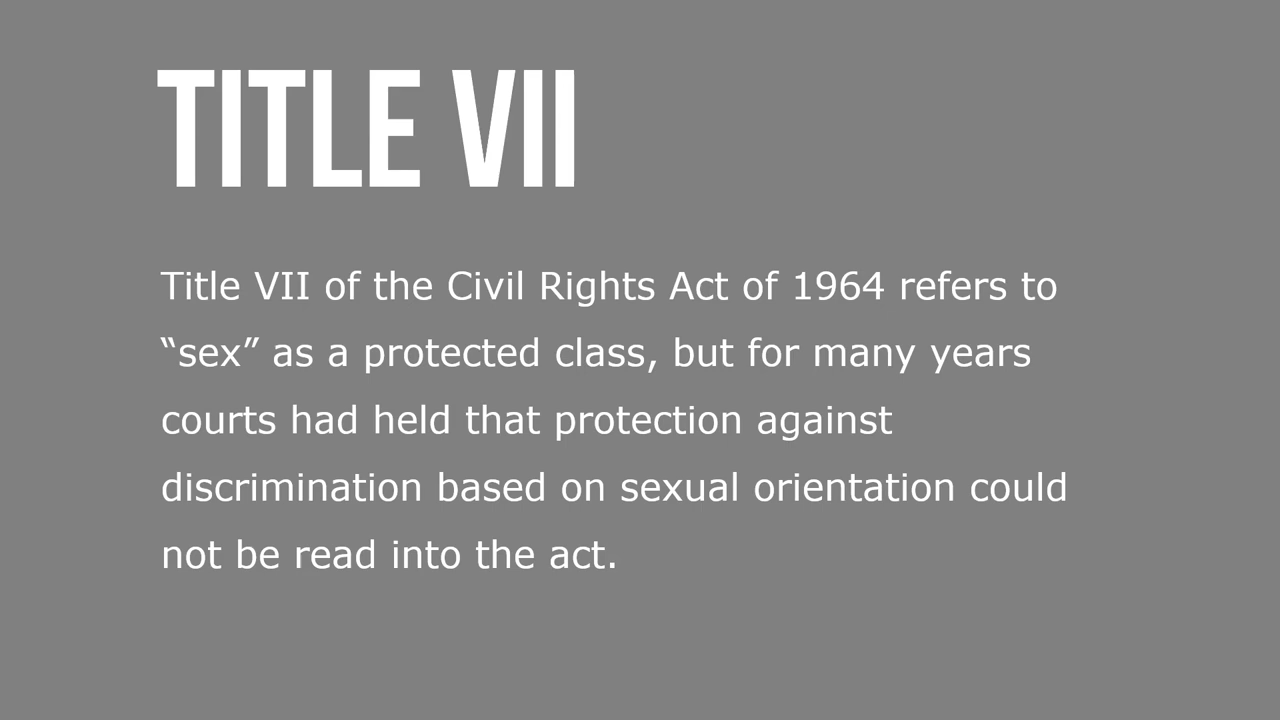 TITLE VII
Title VII of the Civil Rights Act of 1964 refers to
“sex” as a protected class, but for many years
courts had held that protection against
discrimination based on sexual orientation could
not be read into the act.